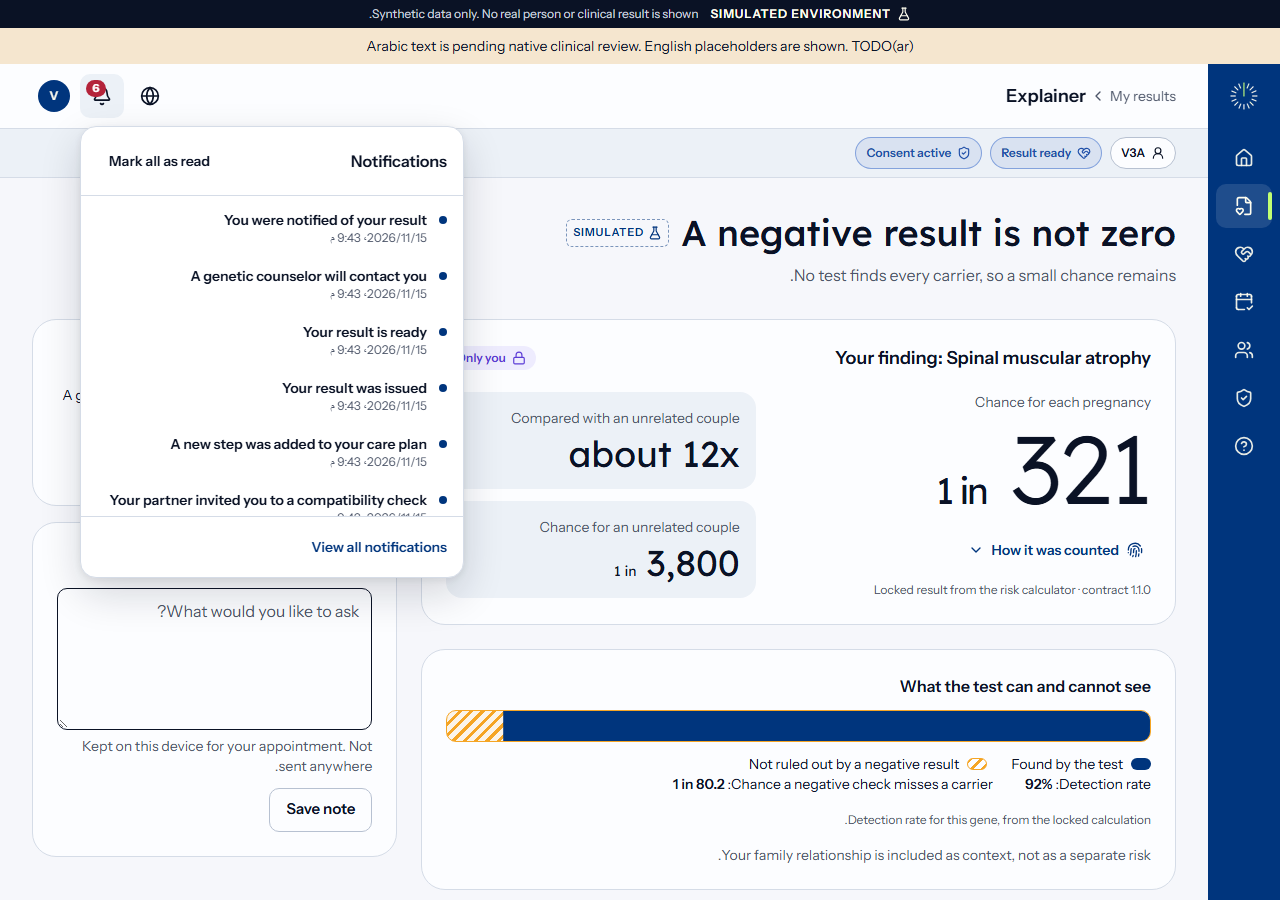 SIMULATED ENVIRONMENT .Synthetic data only. No real person or clinical result is shown
Arabic text is pending native clinical review. English placeholders are shown. TODO(ar)
My results
Explainer
6
V
V3A
Result ready
Consent active
Notifications
Mark all as read
You were notified of your result
2026/11/15، 9:43 م
A genetic counselor will contact you
2026/11/15، 9:43 م
Your result is ready
2026/11/15، 9:43 م
Your result was issued
2026/11/15، 9:43 م
A new step was added to your care plan
2026/11/15، 9:43 م
Your partner invited you to a compatibility check
View all notifications
A negative result is not zero
SIMULATED
.No test finds every carrier, so a small chance remains
Your finding: Spinal muscular atrophy
Only you
Chance for each pregnancy
1 in 321
How it was counted
Locked result from the risk calculator · contract 1.1.0
Compared with an unrelated couple
about 12x
Chance for an unrelated couple
1 in 3,800
What the test can and cannot see
Found by the test
Not ruled out by a negative result
92% :Detection rate
1 in 80.2 :Chance a negative check misses a carrier
.Detection rate for this gene, from the locked calculation
.Your family relationship is included as context, not as a separate risk
?What would you like to ask
Kept on this device for your appointment. Not
.sent anywhere
Save note